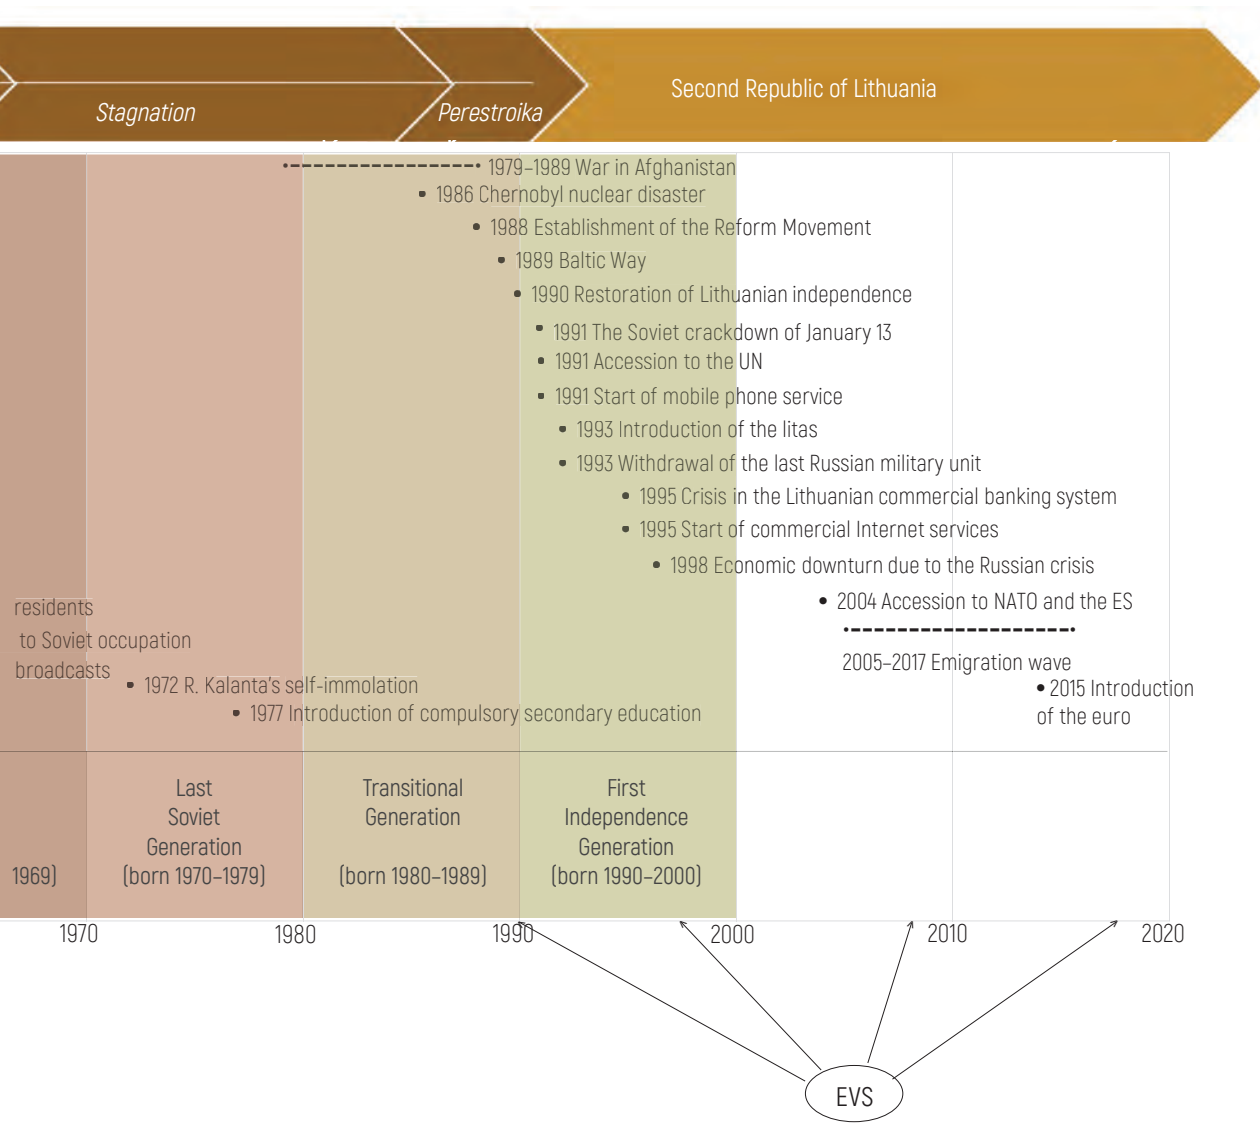 Stagnation
Perestroika
Second Republic of Lithuania
1979–1989 War in Afghanistan
• 1986 Chernobyl nuclear disaster
• 1988 Establishment of the Reform Movement
• 1989 Baltic Way
• 1990 Restoration of Lithuanian independence
• 1991 The Soviet crackdown of January 13
• 1991 Accession to the UN
• 1991 Start of mobile phone service
• 1993 Introduction of the litas
• 1993 Withdrawal of the last Russian military unit
• 1995 Crisis in the Lithuanian commercial banking system
• 1995 Start of commercial Internet services
• 1998 Economic downturn due to the Russian crisis
• 2004 Accession to NATO and the ES
residents
to Soviet occupation
broadcasts
2005–2017 Emigration wave
• 1972 R. Kalanta's self-immolation
• 2015 Introduction
of the euro
• 1977 Introduction of compulsory secondary education
1969)
Last
Soviet
Generation
(born 1970–1979)
Transitional
Generation
(born 1980–1989)
First
Independence
Generation
(born 1990–2000)
1970
1980
1990
2000
2010
2020
EVS